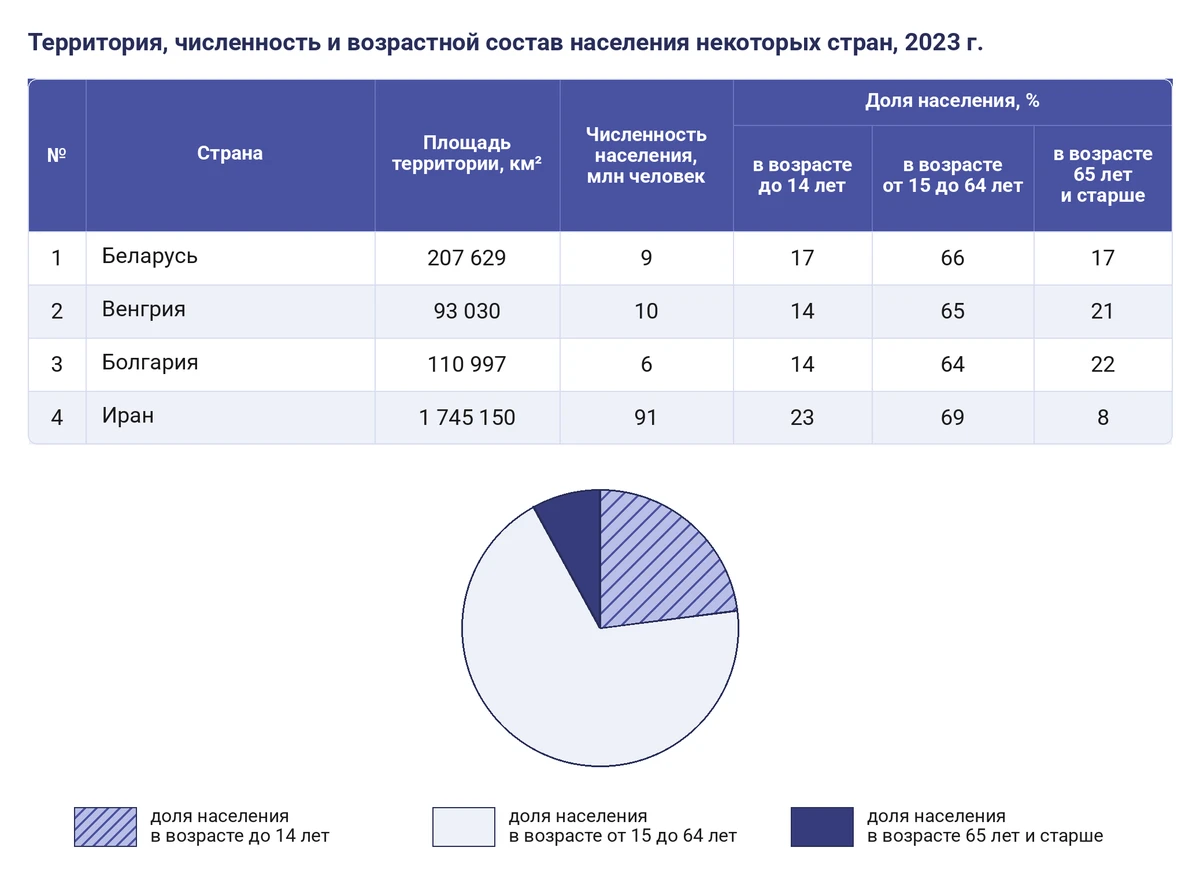 Территория, численность и возрастной состав населения некоторых стран, 2023 г.
№
Страна
Площадь
территории, км²
Численность
населения,
млн человек
Доля населения, %
в возрасте
до 14 лет
в возрасте
от 15 до 64 лет
в возрасте
65 лет
и старше
1 Беларусь 207 629 9 17 66 17
2 Венгрия 93 030 10 14 65 21
3 Болгария 110 997 6 14 64 22
4 Иран 1 745 150 91 23 69 8
доля населения
в возрасте до 14 лет
доля населения
в возрасте от 15 до 64 лет
доля населения
в возрасте 65 лет и старше